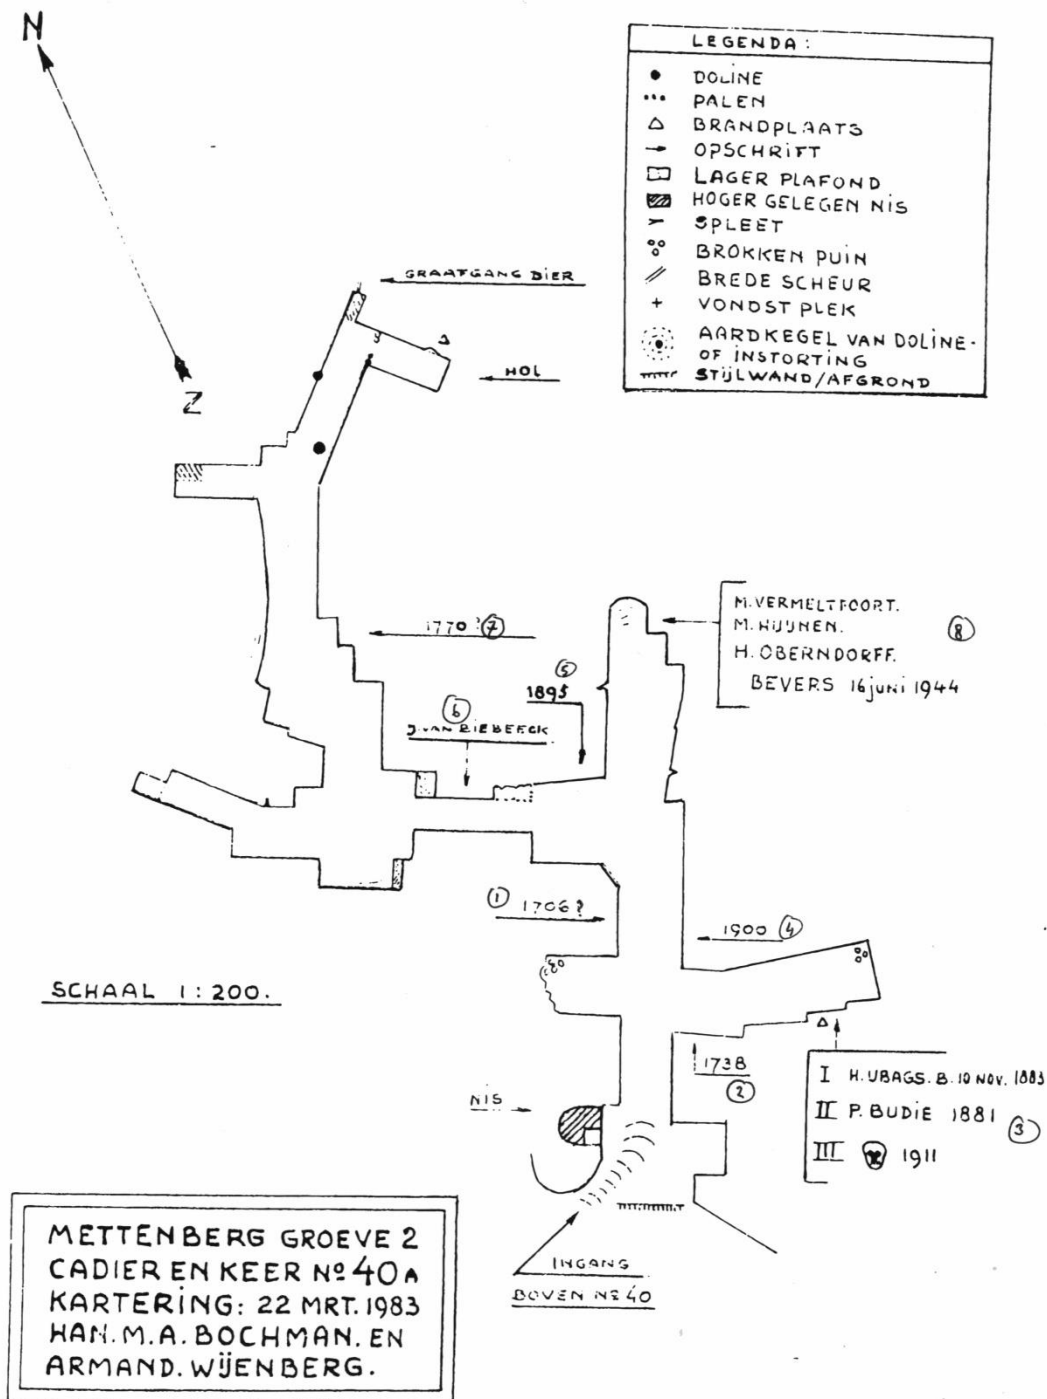 N
Z
LEGENDA:
DOLINE
PALEN
BRANDPLAATS
OPSCHRIFT
LAGER PLAFOND
HOGER GELEGEN NIS
SPLEET
BROKKEN PUIN
BREDE SCHEUR
VONDST PLEK
AARDKEGEL VAN DOLINE-
OF INSTORTING
STIJLWAND/AFGROND
GRAAFGANG DIER
HOL
1770? 7
M.VERMELTFOORT.
M.HUIJNEN.
H.OBERNDORFF.
BEVERS 16 juni 1944
8
5
1895
6
J.VAN RIEBEECK
1 1706?
1900 4
SCHAAL 1:200.
1738
2
I H.UBAGS.B.10 NOV. 1883
II P. BUDIE 1881
III 1911
3
NIS
INGANG
BOVEN Nº 40
METTENBERG GROEVE 2
CADIER EN KEER Nº 40A
KARTERING: 22 MRT. 1983
HAN.M.A.BOCHMAN. EN
ARMAND.WIJENBERG.